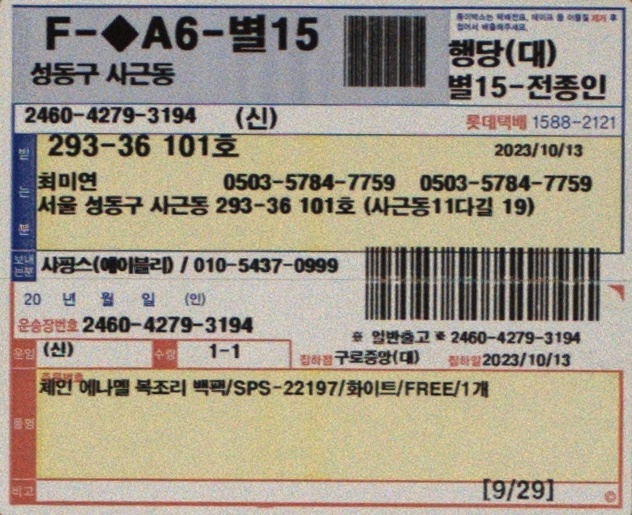 F-◆A6-별15
성동구 사근동
종이박스는 택배전표, 테이프 등 이물질 제거 후
접어서 배출해주세요.
행당(대)
별15-전종인
2460-4279-3194 (신)
롯데택배 1588-2121
받는분
293-36 101호
2023/10/13
최미연 0503-5784-7759 0503-5784-7759
서울 성동구 사근동 293-36 101호 (사근동11다길 19)
보내는분
사핑스(에이블리) / 010-5437-0999
20 년 월 일 (인)
운송장번호 2460-4279-3194
※ 일반출고 * 2460-4279-3194
운임 (신) 수량 1-1 집하점 구로중앙(대) 집하일 2023/10/13
체인 에나멜 복조리 백팩/SPS-22197/화이트/FREE/1개
품명
비고
[9/29]
©